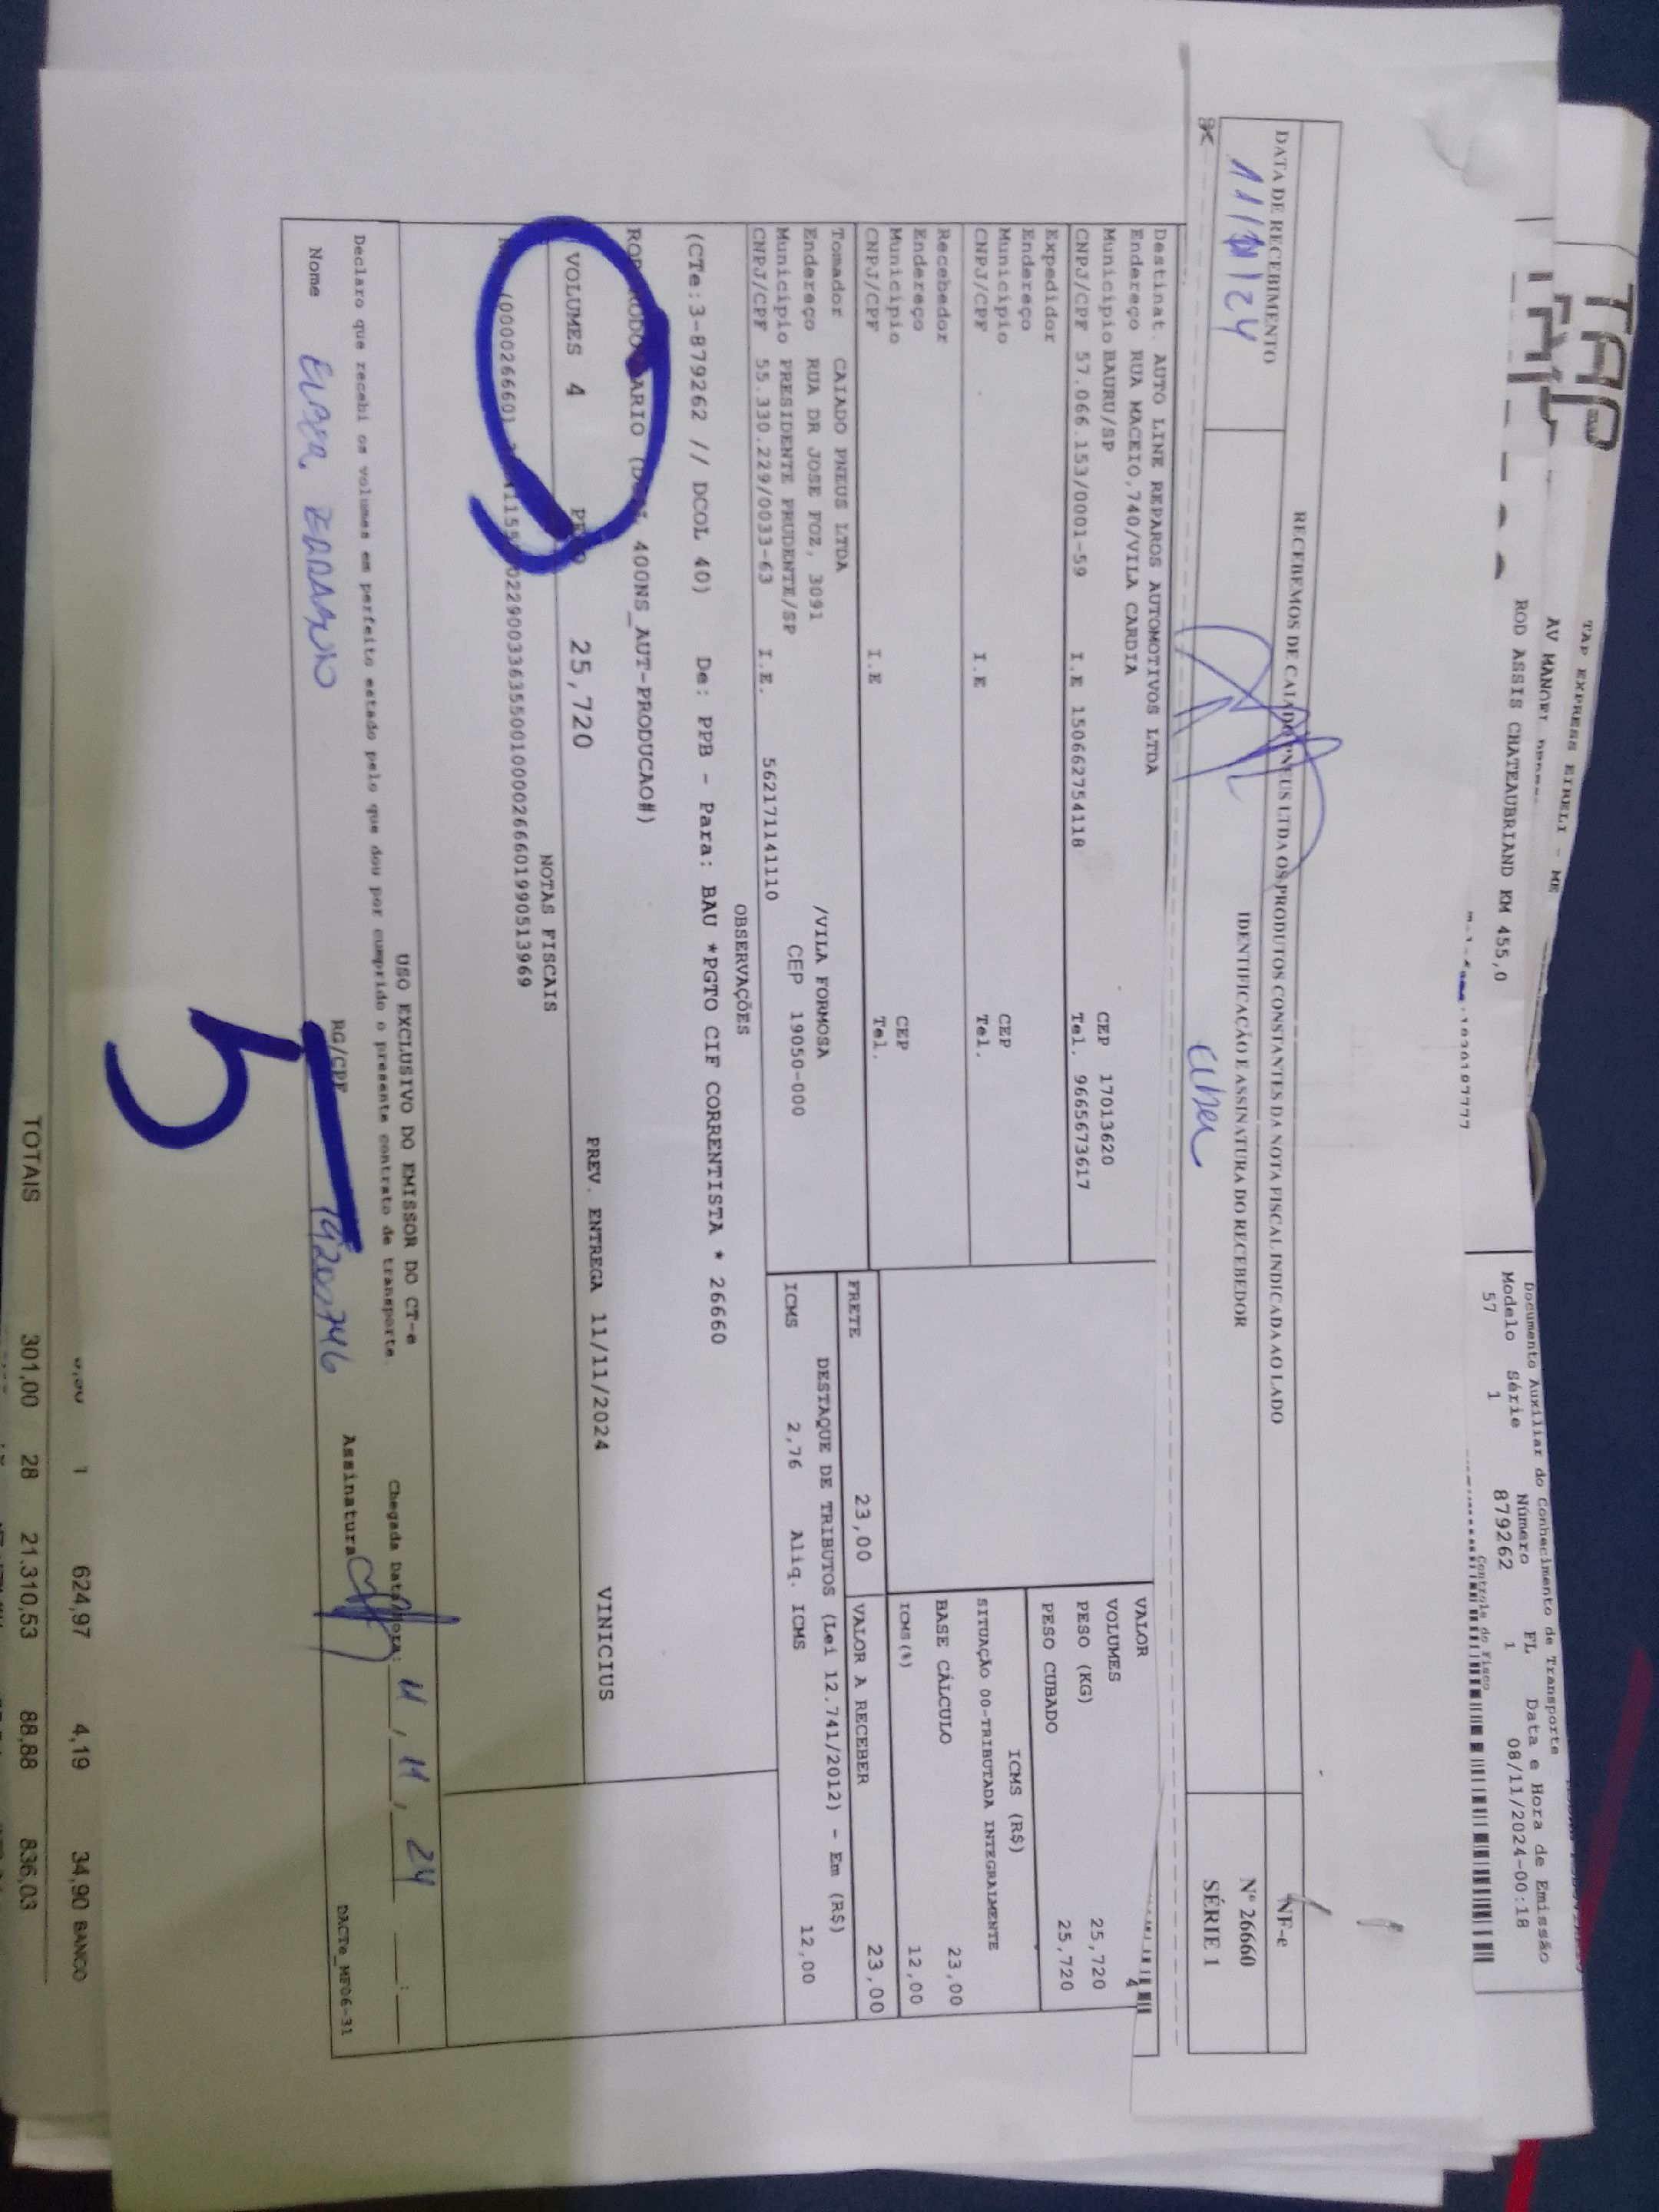 TAP
TAP EXPRESS EIRELI - ME
AV MANOEL
ROD ASSIS CHATEAUBRIAND KM 455,0
Documento Auxiliar do Conhecimento de Transporte
Modelo Série Número FL Data e Hora de Emissão
57 1 879262 1 08/11/2024-00:18
Controle do Fisco
RECEBEMOS DE CAIADO PNEUS LTDA OS PRODUTOS CONSTANTES DA NOTA FISCAL INDICADA AO LADO
NF-e
Nº 26660
SÉRIE 1
DATA DE RECEBIMENTO
IDENTIFICAÇÃO E ASSINATURA DO RECEBEDOR
11/11/24
Destinat. AUTO LINE REPAROS AUTOMOTIVOS LTDA
Endereço RUA MACEIO,740/VILA CARDIA
Município BAURU/SP CEP 17013620
CNPJ/CPF 57.066.153/0001-59 I.E 150662754118 Tel. 9665673617
Expedidor
Endereço
Município CEP
CNPJ/CPF I.E Tel.
Recebedor
Endereço
Município CEP
CNPJ/CPF I.E Tel.
Tomador CAIADO PNEUS LTDA
Endereço RUA DR JOSE FOZ, 3091 /VILA FORMOSA
Município PRESIDENTE PRUDENTE/SP CEP 19050-000
CNPJ/CPF 55.330.229/0033-63 I.E. 562171141110
VALOR
VOLUMES 4
PESO (KG) 25,720
PESO CUBADO 25,720
ICMS (R$)
SITUAÇÃO 00-TRIBUTADA INTEGRALMENTE
BASE CÁLCULO 23,00
ICMS(%) 12,00
FRETE 23,00 VALOR A RECEBER 23,00
DESTAQUE DE TRIBUTOS (Lei 12.741/2012) - Em (R$)
ICMS 2,76 Aliq. ICMS 12,00
OBSERVAÇÕES
(CTe:3-879262 // DCOL 40) De: PPB - Para: BAU *PGTO CIF CORRENTISTA * 26660
400NS_AUT-PRODUCAO#)
VOLUMES 4 PESO 25,720 PREV. ENTREGA 11/11/2024 VINICIUS
NOTAS FISCAIS
(000026660)
USO EXCLUSIVO DO EMISSOR DO CT-e
Declaro que recebi os volumes em perfeito estado pelo que dou por cumprido o presente contrato de transporte.
Chegada Data/Hora: 11, 11, 24
Nome RG/CPF Assinatura
DACTe_MF06-31
5
1 624,97 4,19 34,90 BANCO
TOTAIS 301,00 28 21.310,53 88,88 836,03